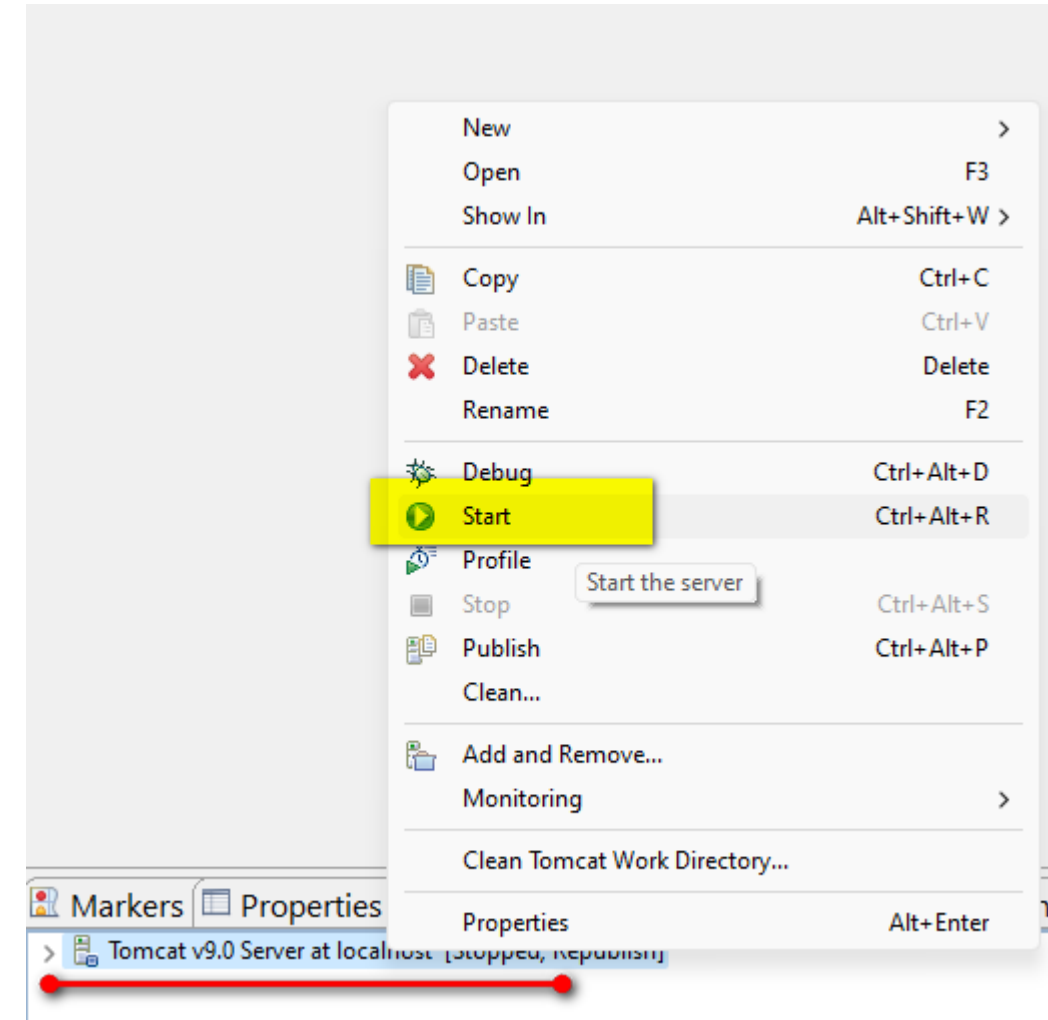 New
Open F3
Show In Alt+Shift+W
Copy Ctrl+C
Paste Ctrl+V
Delete Delete
Rename F2
Debug Ctrl+Alt+D
Start Ctrl+Alt+R
Profile
Start the server
Stop Ctrl+Alt+S
Publish Ctrl+Alt+P
Clean...
Add and Remove...
Monitoring
Clean Tomcat Work Directory...
Properties Alt+Enter
Markers Properties
Tomcat v9.0 Server at localhost [Stopped, Republish]